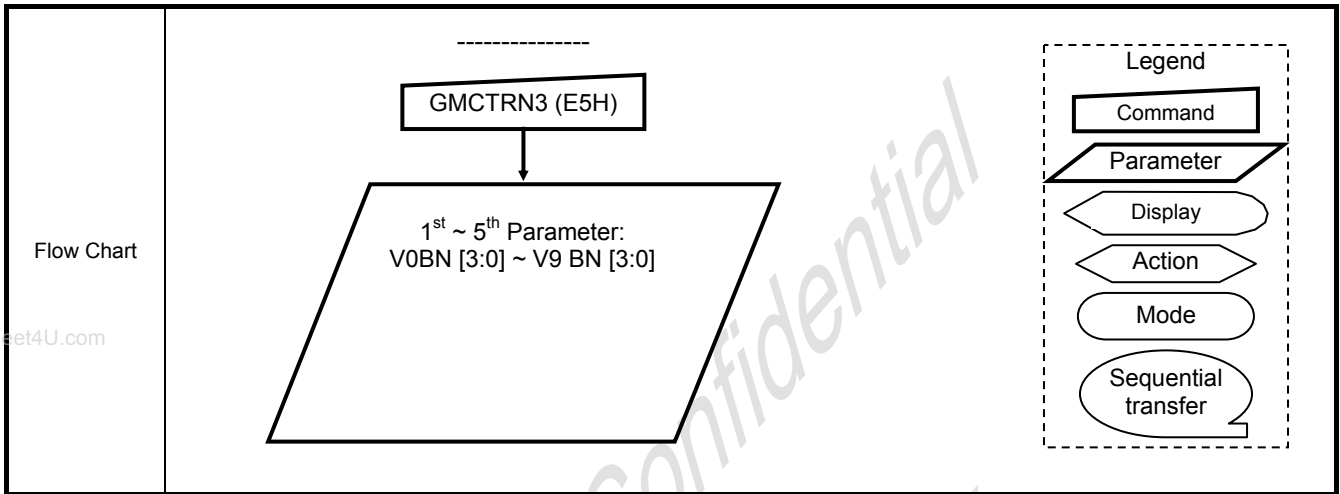 Flow Chart
---------------
GMCTRN3 (E5H)
1st ~ 5th Parameter:
V0BN [3:0] ~ V9 BN [3:0]
Legend
Command
Parameter
Display
Action
Mode
Sequential
transfer
eet4U.com
Confidential